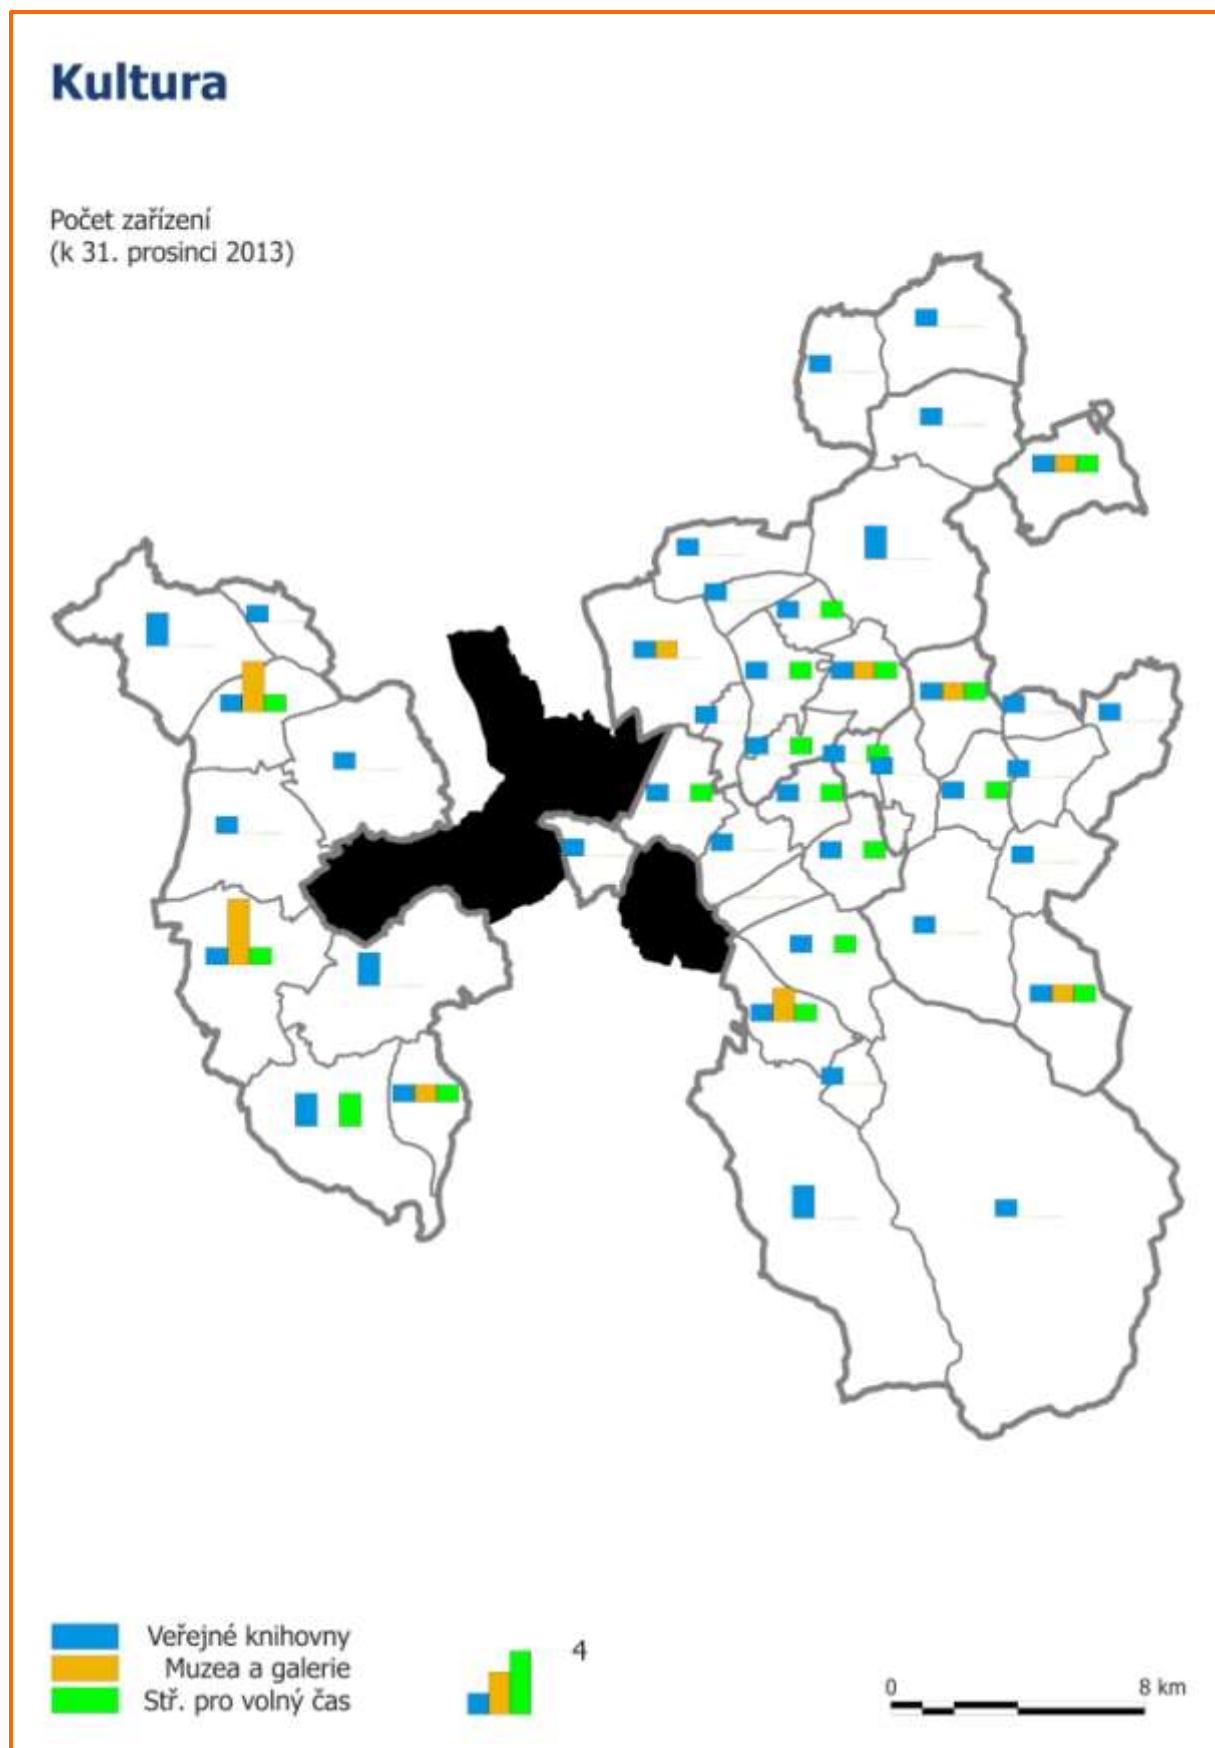 Kultura
Počet zařízení
(k 31. prosinci 2013)
Veřejné knihovny
Muzea a galerie
Stř. pro volný čas
4
0 8 km